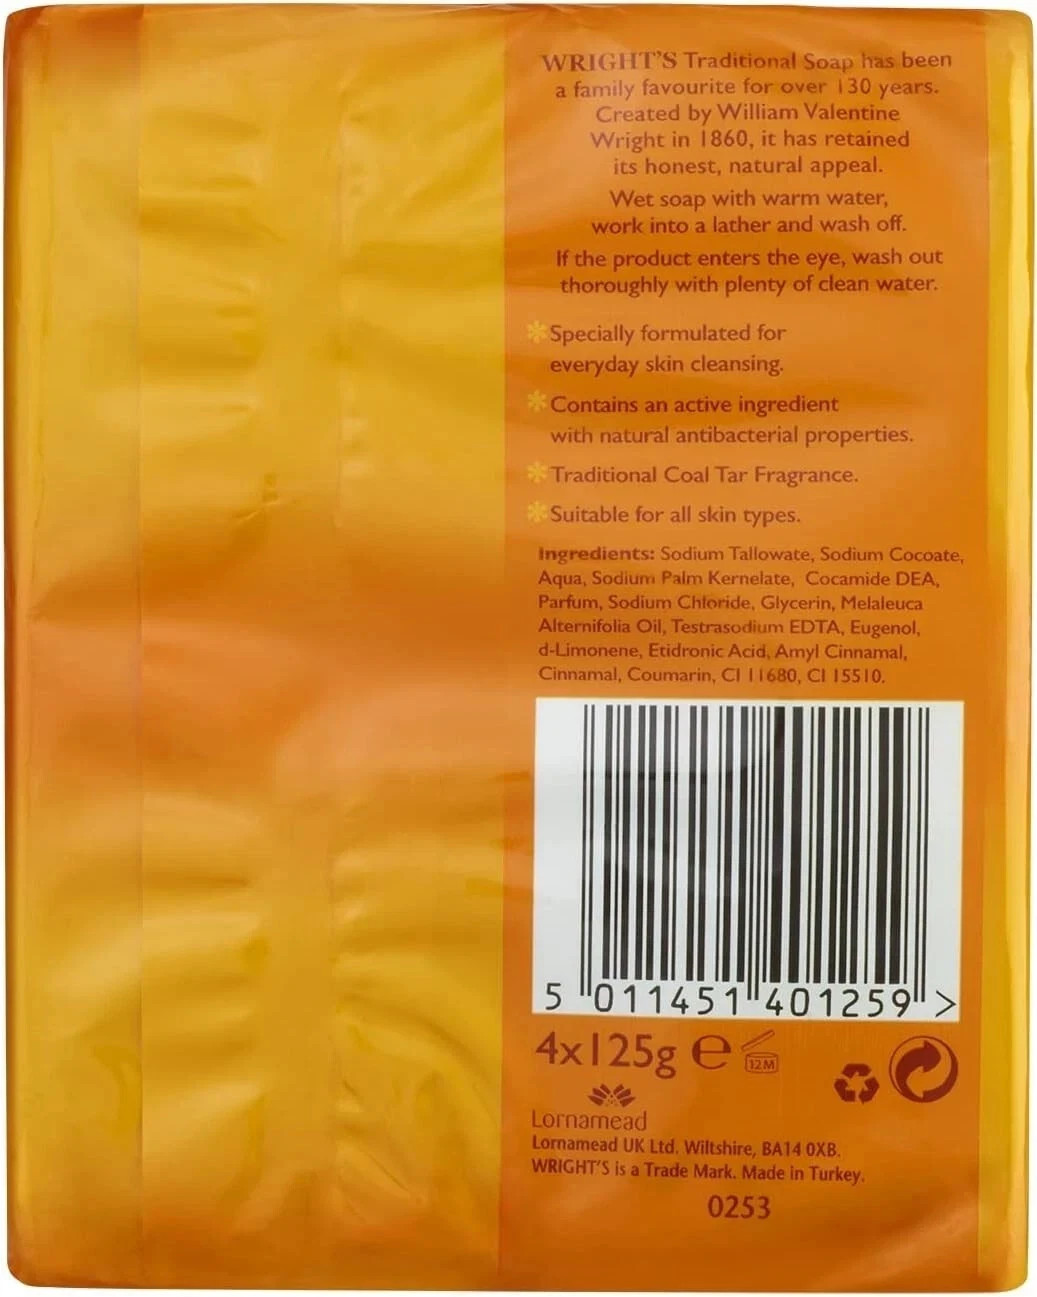 WRIGHT'S Traditional Soap has been
a family favourite for over 130 years.
Created by William Valentine
Wright in 1860, it has retained
its honest, natural appeal.
Wet soap with warm water,
work into a lather and wash off.
If the product enters the eye, wash out
thoroughly with plenty of clean water.
*Specially formulated for
everyday skin cleansing.
*Contains an active ingredient
with natural antibacterial properties.
*Traditional Coal Tar Fragrance.
*Suitable for all skin types.
Ingredients: Sodium Tallowate, Sodium Cocoate,
Aqua, Sodium Palm Kernelate, Cocamide DEA,
Parfum, Sodium Chloride, Glycerin, Melaleuca
Alternifolia Oil, Testrasodium EDTA, Eugenol,
d-Limonene, Etidronic Acid, Amyl Cinnamal,
Cinnamal, Coumarin, CI 11680, CI 15510.
5 011451 401259 >
4x125g e 12M
Lornamead
Lornamead UK Ltd. Wiltshire, BA14 0XB.
WRIGHT'S is a Trade Mark. Made in Turkey.
0253